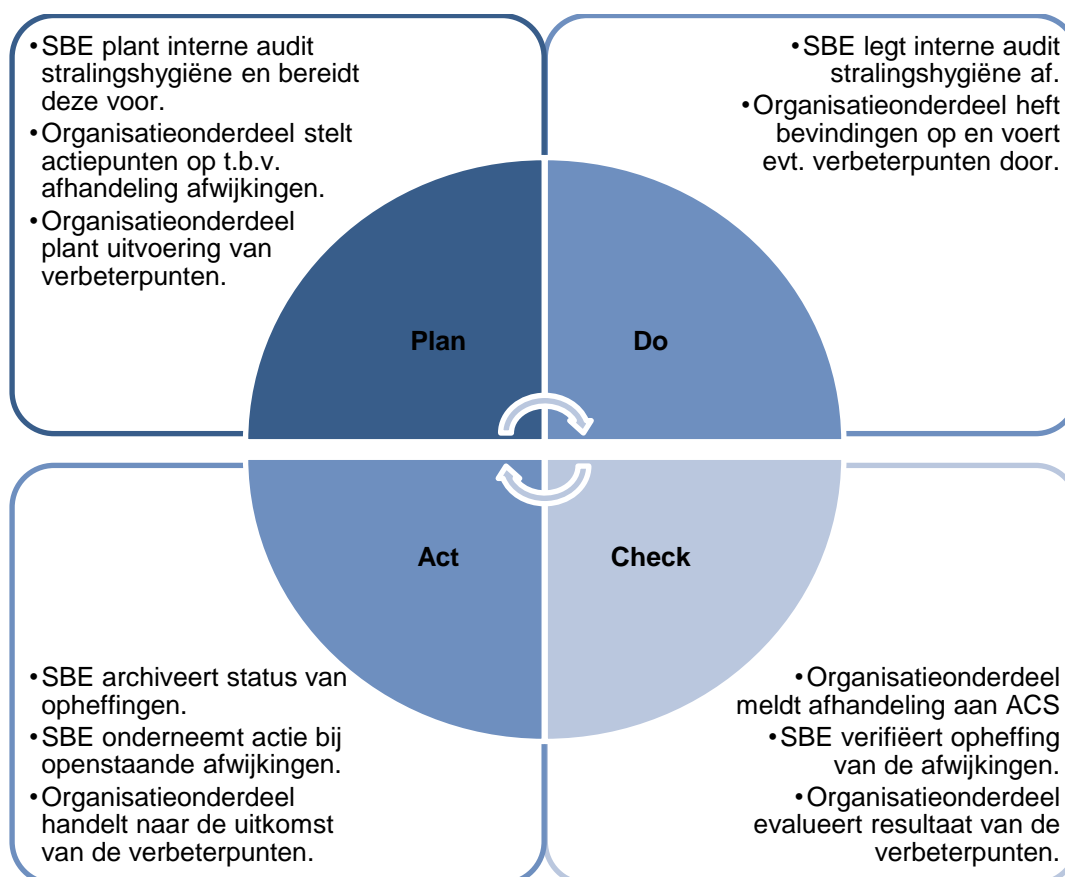 •SBE plant interne audit
stralingshygiëne en bereidt
deze voor.
•Organisatieonderdeel stelt
actiepunten op t.b.v.
afhandeling afwijkingen.
•Organisatieonderdeel
plant uitvoering van
verbeterpunten.
•SBE legt interne audit
stralingshygiëne af.
•Organisatieonderdeel heft
bevindingen op en voert
evt. verbeterpunten door.
Plan
Do
Act
Check
•SBE archiveert status van
opheffingen.
•SBE onderneemt actie bij
openstaande afwijkingen.
•Organisatieonderdeel
handelt naar de uitkomst
van de verbeterpunten.
•Organisatieonderdeel
meldt afhandeling aan ACS
•SBE verifiëert opheffing
van de afwijkingen.
•Organisatieonderdeel
evalueert resultaat van de
verbeterpunten.